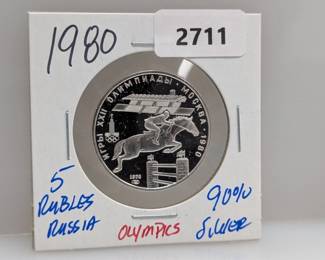 1980
2711
ИГРЫ XXII ОЛИМПИАДЫ • МОСКВА • 1980
1978
5
RUBLES
RUSSIA
OLYMPICS
90%
SILVER